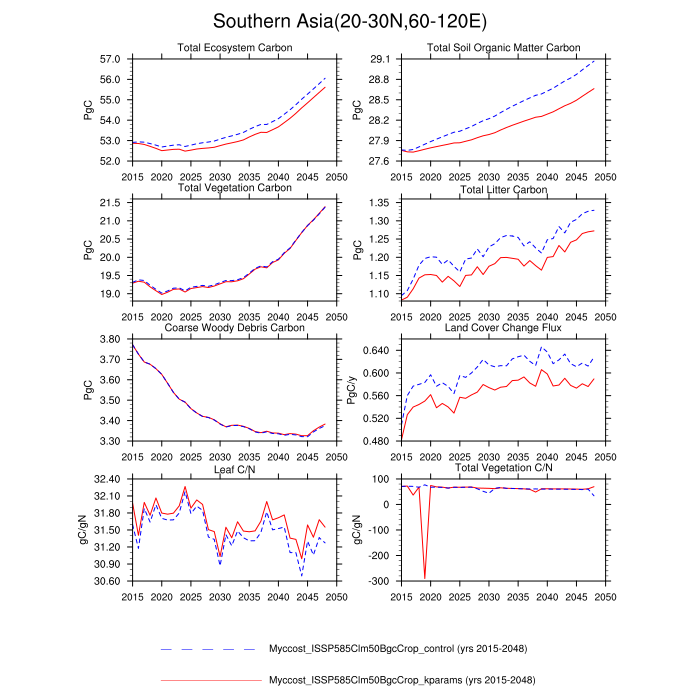 Southern Asia(20-30N,60-120E)
Total Ecosystem Carbon
PgC
57.0
56.0
55.0
54.0
53.0
52.0
2015 2020 2025 2030 2035 2040 2045 2050
Total Soil Organic Matter Carbon
PgC
29.1
28.8
28.5
28.2
27.9
27.6
2015 2020 2025 2030 2035 2040 2045 2050
Total Vegetation Carbon
PgC
21.5
21.0
20.5
20.0
19.5
19.0
2015 2020 2025 2030 2035 2040 2045 2050
Total Litter Carbon
PgC
1.35
1.30
1.25
1.20
1.15
1.10
2015 2020 2025 2030 2035 2040 2045 2050
Coarse Woody Debris Carbon
PgC
3.80
3.70
3.60
3.50
3.40
3.30
2015 2020 2025 2030 2035 2040 2045 2050
Land Cover Change Flux
PgC/y
0.640
0.600
0.560
0.520
0.480
2015 2020 2025 2030 2035 2040 2045 2050
Leaf C/N
gC/gN
32.40
32.10
31.80
31.50
31.20
30.90
30.60
2015 2020 2025 2030 2035 2040 2045 2050
Total Vegetation C/N
gC/gN
100
0
-100
-200
-300
2015 2020 2025 2030 2035 2040 2045 2050
Myccost_ISSP585Clm50BgcCrop_control (yrs 2015-2048)
Myccost_ISSP585Clm50BgcCrop_kparams (yrs 2015-2048)